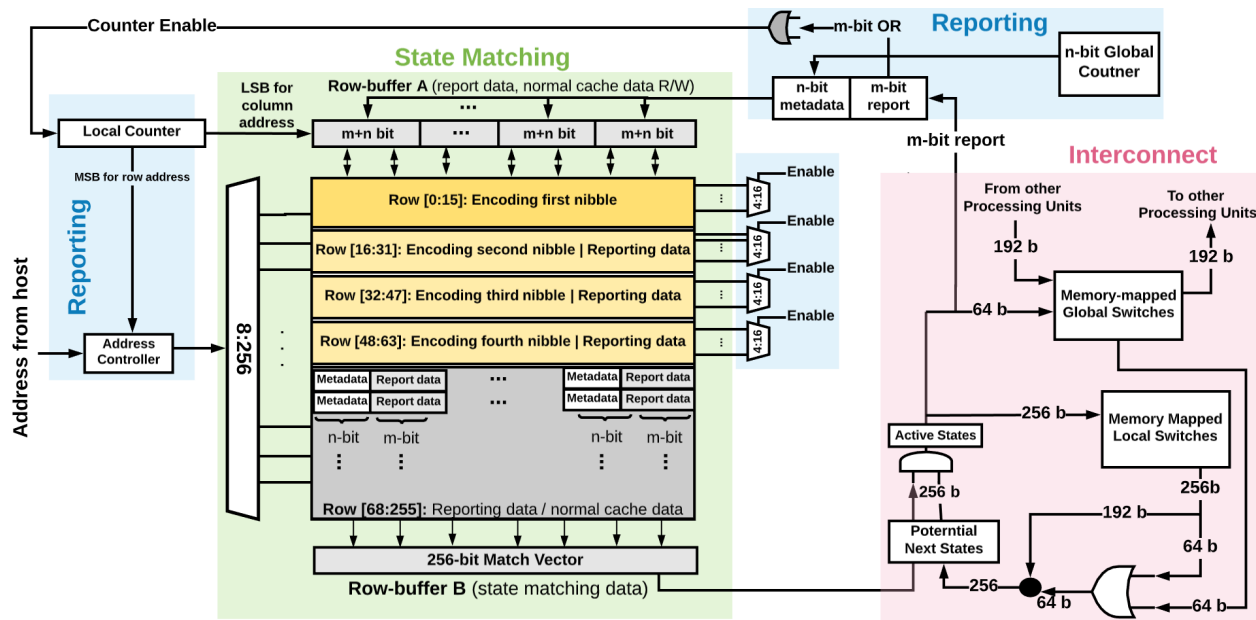 Counter Enable
m-bit OR
Reporting
n-bit Global
Coutner
State Matching
LSB for
column
address
Row-buffer A (report data, normal cache data R/W)
...
n-bit
metadata
m-bit
report
Local Counter
m+n bit
...
m+n bit
m+n bit
m-bit report
Interconnect
MSB for row address
Reporting
Address from host
Address
Controller
8:256
Row [0:15]: Encoding first nibble
Row [16:31]: Encoding second nibble | Reporting data
Row [32:47]: Encoding third nibble | Reporting data
Row [48:63]: Encoding fourth nibble | Reporting data
...
4:16
Enable
...
4:16
Enable
...
4:16
Enable
...
4:16
Enable
Metadata
Report data
...
Metadata
Report data
Metadata
Report data
...
Metadata
Report data
n-bit
m-bit
n-bit
m-bit
Row [68:255]: Reporting data / normal cache data
256-bit Match Vector
Row-buffer B (state matching data)
From other
Processing Units
To other
Processing Units
192 b
192 b
64 b
Memory-mapped
Global Switches
256 b
Memory Mapped
Local Switches
Active States
256 b
256b
192 b
Potrential
Next States
64 b
256
64 b
64 b